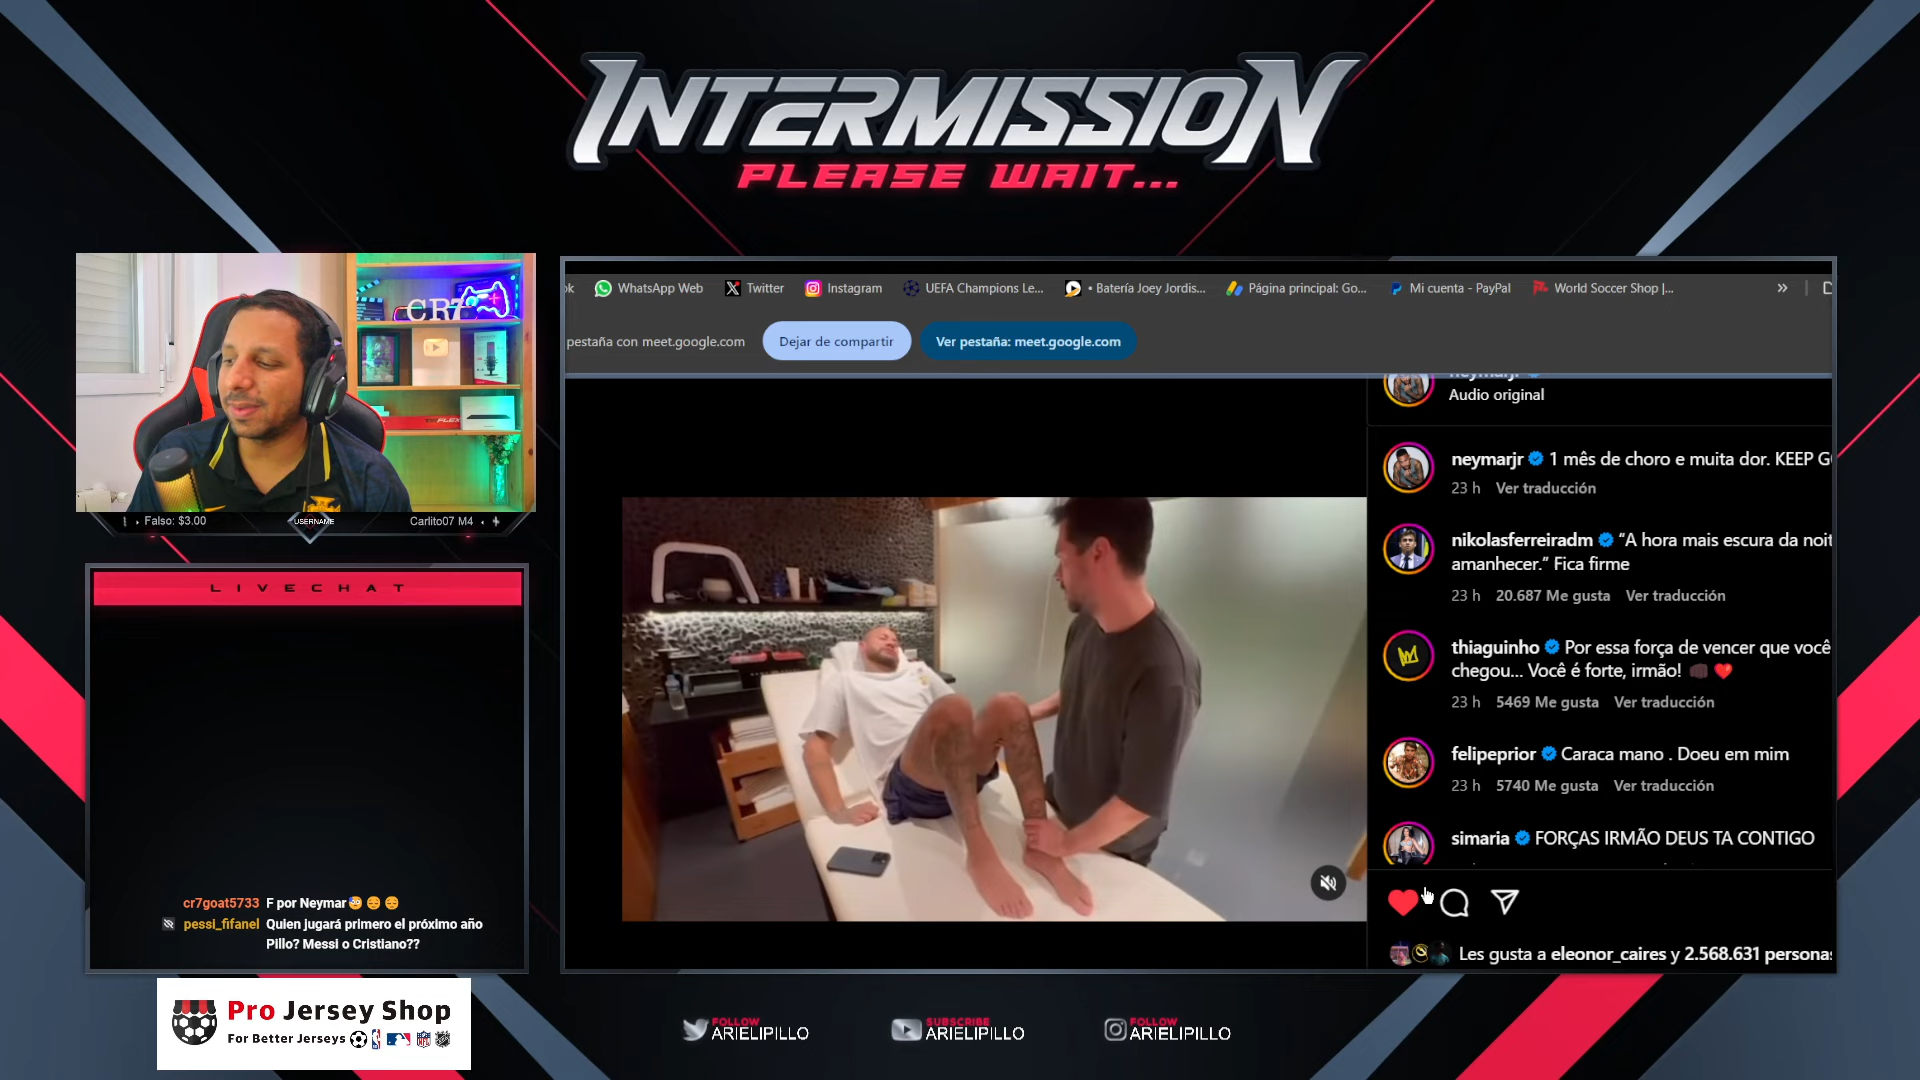 INTERMISSION
PLEASE WAIT...
CR7
Falso: $3.00
USERNAME
Carlito07 M4
LIVECHAT
cr7goat5733 F por Neymar
pessi_fifanel Quien jugará primero el próximo año
Pillo? Messi o Cristiano??
Pro Jersey Shop
For Better Jerseys
WhatsApp Web
Twitter
Instagram
UEFA Champions Le...
• Batería Joey Jordis...
Página principal: Go...
Mi cuenta - PayPal
World Soccer Shop |...
»
pestaña con meet.google.com
Dejar de compartir
Ver pestaña: meet.google.com
neymarjr
Audio original
neymarjr 1 mês de choro e muita dor. KEEP G
23 h Ver traducción
nikolasferreiradm “A hora mais escura da noit
amanhecer.” Fica firme
23 h 20.687 Me gusta Ver traducción
thiaguinho Por essa força de vencer que você
chegou... Você é forte, irmão!
23 h 5469 Me gusta Ver traducción
felipeprior Caraca mano . Doeu em mim
23 h 5740 Me gusta Ver traducción
simaria FORÇAS IRMÃO DEUS TA CONTIGO
Les gusta a eleonor_caires y 2.568.631 personas
FOLLOW
ARIELIPILLO
SUBSCRIBE
ARIELIPILLO
FOLLOW
ARIELIPILLO